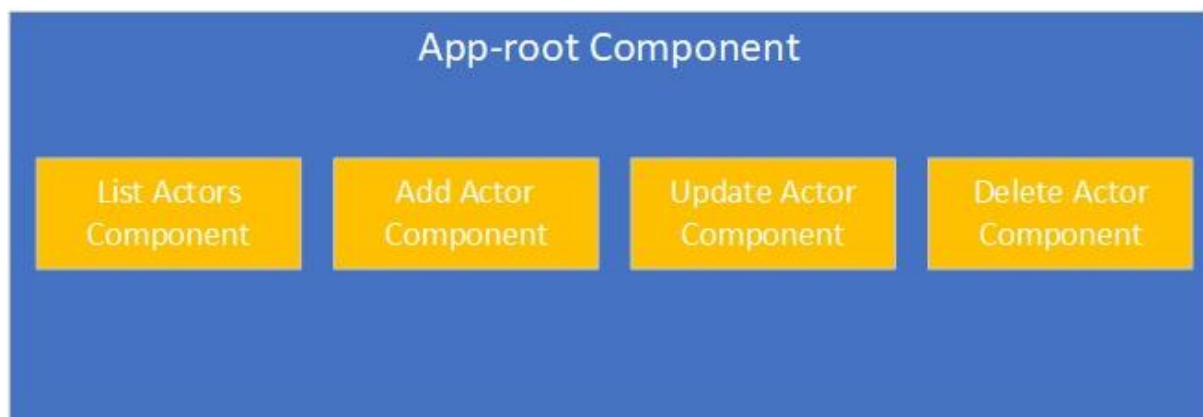 App-root Component
List Actors
Component
Add Actor
Component
Update Actor
Component
Delete Actor
Component